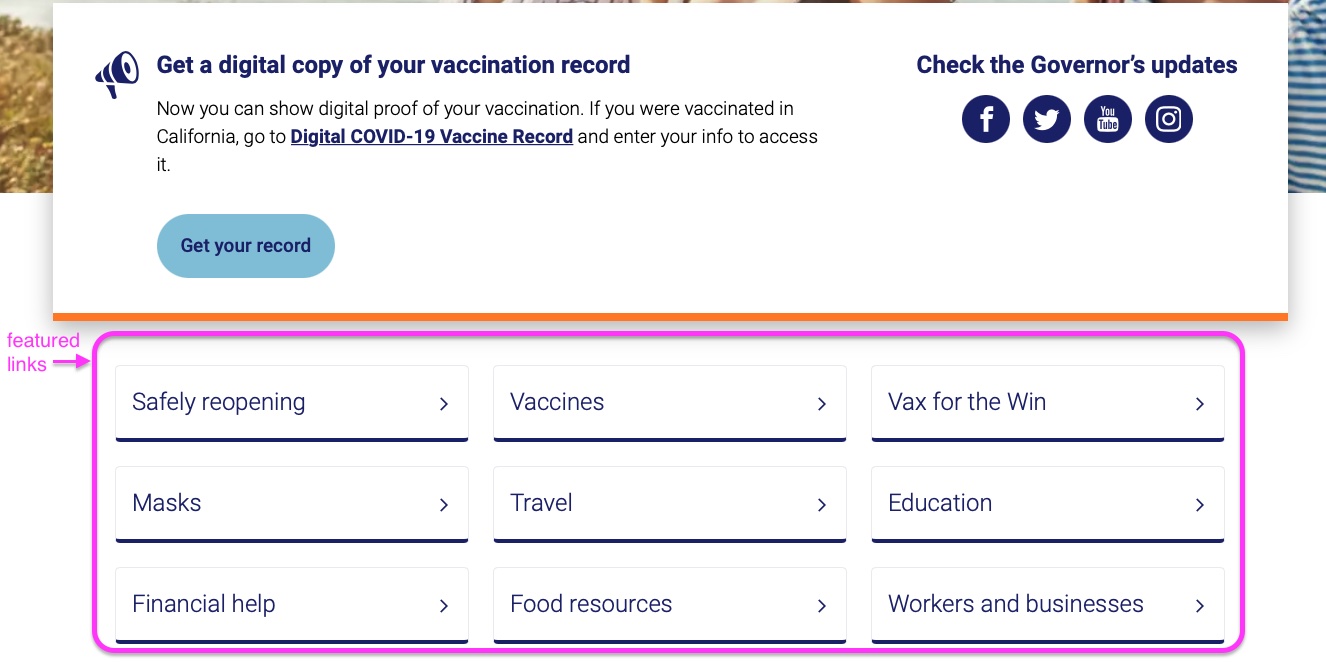 Get a digital copy of your vaccination record
Now you can show digital proof of your vaccination. If you were vaccinated in
California, go to Digital COVID-19 Vaccine Record and enter your info to access
it.
Get your record
Check the Governor’s updates
You
Tube
featured
links
Safely reopening
Vaccines
Vax for the Win
Masks
Travel
Education
Financial help
Food resources
Workers and businesses